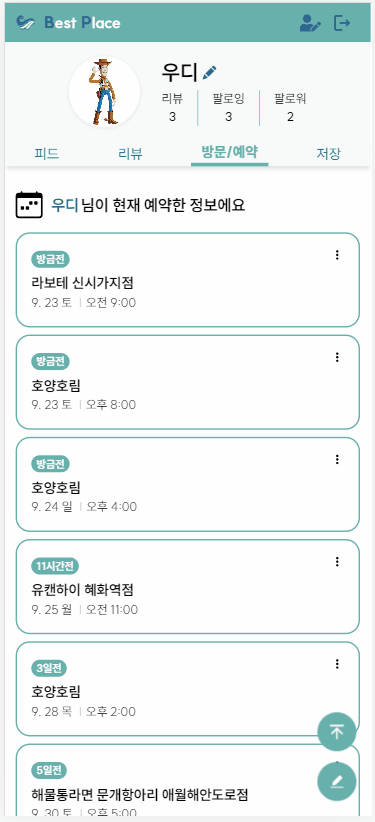 Best Place
우디
리뷰 팔로잉 팔로워
3 3 2
피드 리뷰 방문/예약 저장
우디 님이 현재 예약한 정보에요
방금전
라보테 신시가지점
9. 23 토 | 오전 9:00
방금전
호양호림
9. 23 토 | 오후 8:00
방금전
호양호림
9. 24 일 | 오후 4:00
11시간전
유캔하이 혜화역점
9. 25 월 | 오전 11:00
3일전
호양호림
9. 28 목 | 오후 2:00
5일전
해물통라면 문개항아리 애월해안도로점
9. 30 토 | 오후 5:00